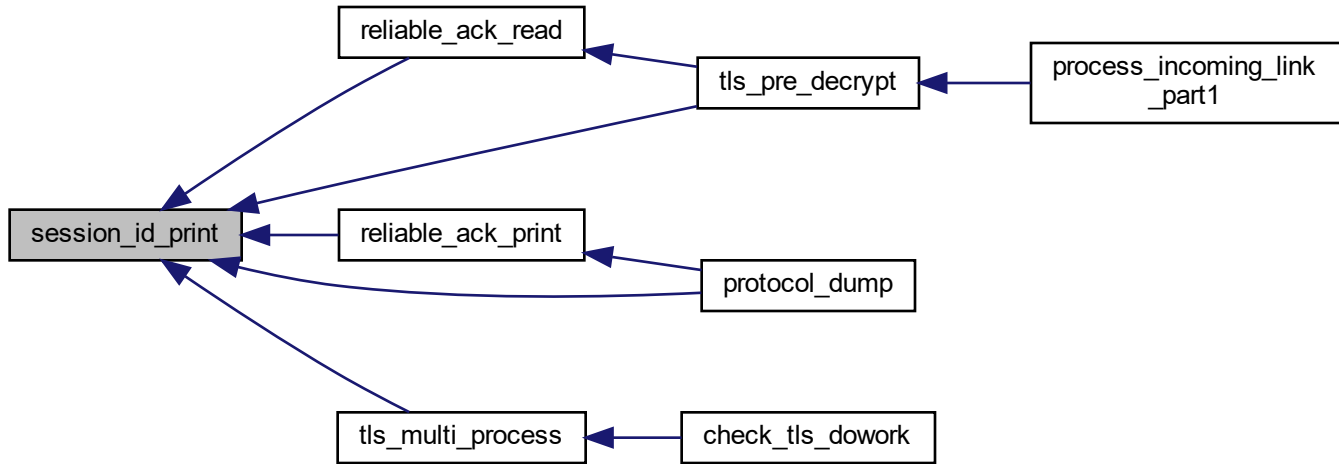 reliable_ack_read
process_incoming_link
_part1
tls_pre_decrypt
session_id_print
reliable_ack_print
protocol_dump
tls_multi_process
check_tls_dowork